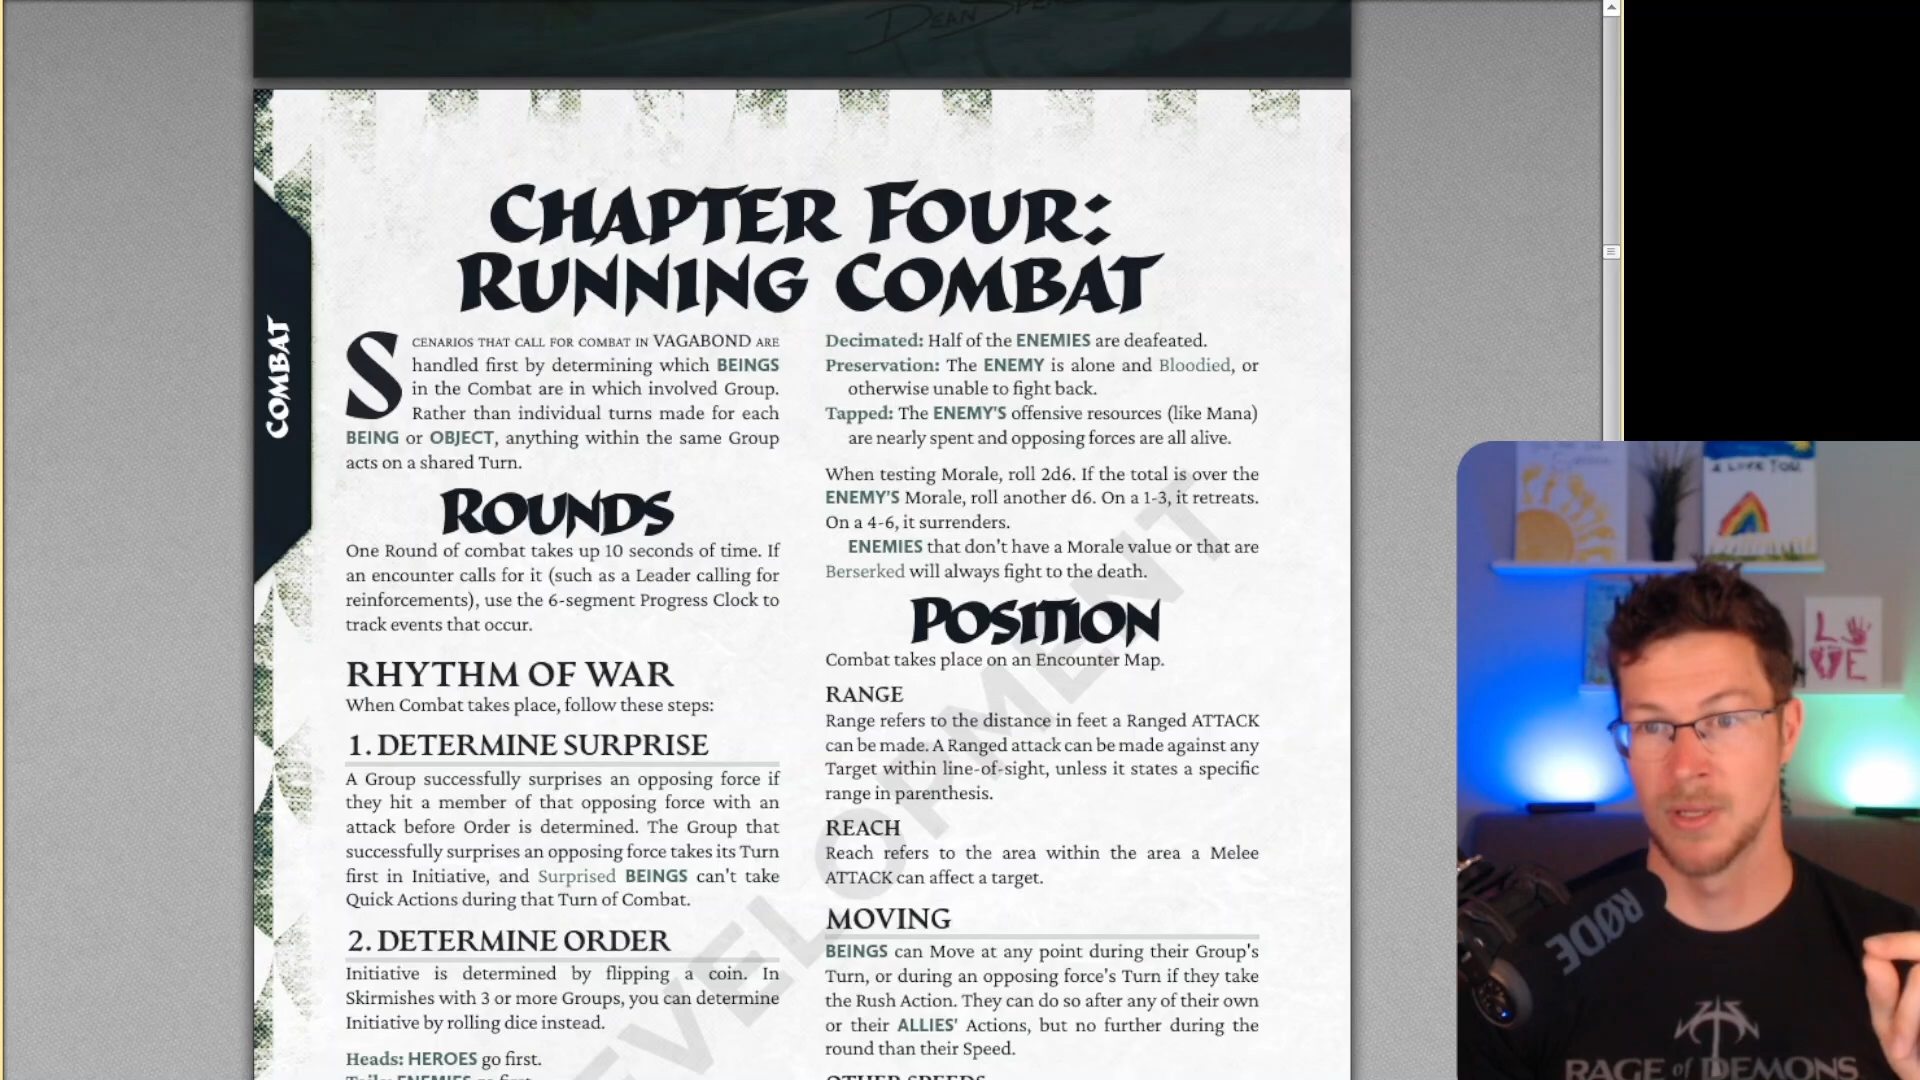 DEAN SPE
CHAPTER FOUR:
RUNNING COMBAT
COMBAT
SCENARIOS THAT CALL FOR COMBAT IN VAGABOND ARE
handled first by determining which BEINGS
in the Combat are in which involved Group.
Rather than individual turns made for each
BEING or OBJECT, anything within the same Group
acts on a shared Turn.
ROUNDS
One Round of combat takes up 10 seconds of time. If
an encounter calls for it (such as a Leader calling for
reinforcements), use the 6-segment Progress Clock to
track events that occur.
RHYTHM OF WAR
When Combat takes place, follow these steps:
1. DETERMINE SURPRISE
A Group successfully surprises an opposing force if
they hit a member of that opposing force with an
attack before Order is determined. The Group that
successfully surprises an opposing force takes its Turn
first in Initiative, and Surprised BEINGS can't take
Quick Actions during that Turn of Combat.
2. DETERMINE ORDER
Initiative is determined by flipping a coin. In
Skirmishes with 3 or more Groups, you can determine
Initiative by rolling dice instead.
Heads: HEROES go first.
Tails: ENEMIES go first.
Decimated: Half of the ENEMIES are deafeated.
Preservation: The ENEMY is alone and Bloodied, or
otherwise unable to fight back.
Tapped: The ENEMY'S offensive resources (like Mana)
are nearly spent and opposing forces are all alive.
When testing Morale, roll 2d6. If the total is over the
ENEMY'S Morale, roll another d6. On a 1-3, it retreats.
On a 4-6, it surrenders.
ENEMIES that don't have a Morale value or that are
Berserked will always fight to the death.
POSITION
Combat takes place on an Encounter Map.
RANGE
Range refers to the distance in feet a Ranged ATTACK
can be made. A Ranged attack can be made against any
Target within line-of-sight, unless it states a specific
range in parenthesis.
REACH
Reach refers to the area within the area a Melee
ATTACK can affect a target.
MOVING
BEINGS can Move at any point during their Group's
Turn, or during an opposing force's Turn if they take
the Rush Action. They can do so after any of their own
or their ALLIES' Actions, but no further during the
round than their Speed.
OTHER SPEEDS
EVELOPMENT
I LOVE YOU
L
VE
RØDE
RAGE of DEMONS